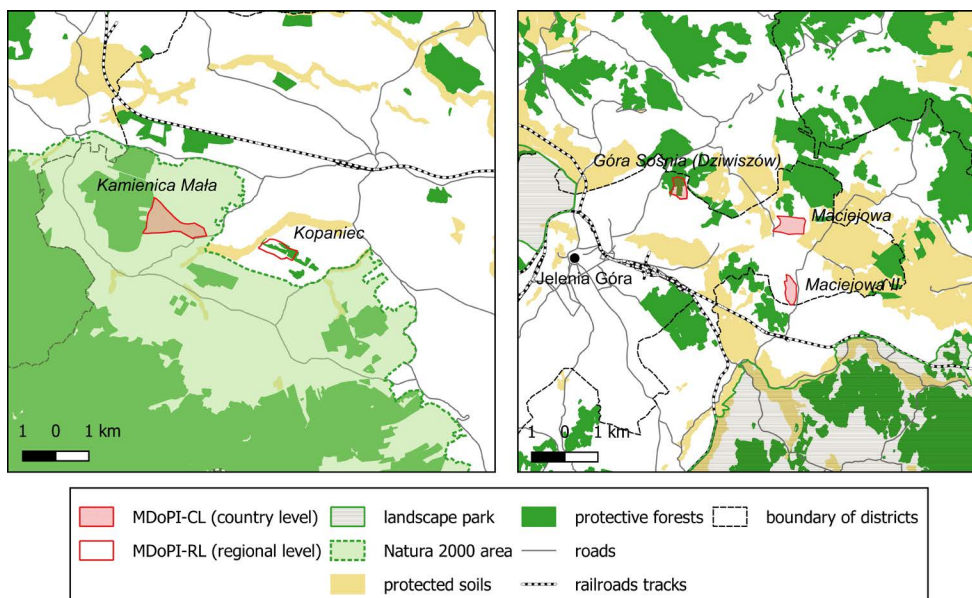 Kamienica Mała
Kopaniec
1 0 1 km
Góra Sośnia (Dziwiszów)
Maciejowa
Jelenia Góra
Maciejowa II
1 0 1 km
MDoPI-CL (country level)
landscape park
protective forests
boundary of districts
MDoPI-RL (regional level)
Natura 2000 area
roads
protected soils
railroads tracks